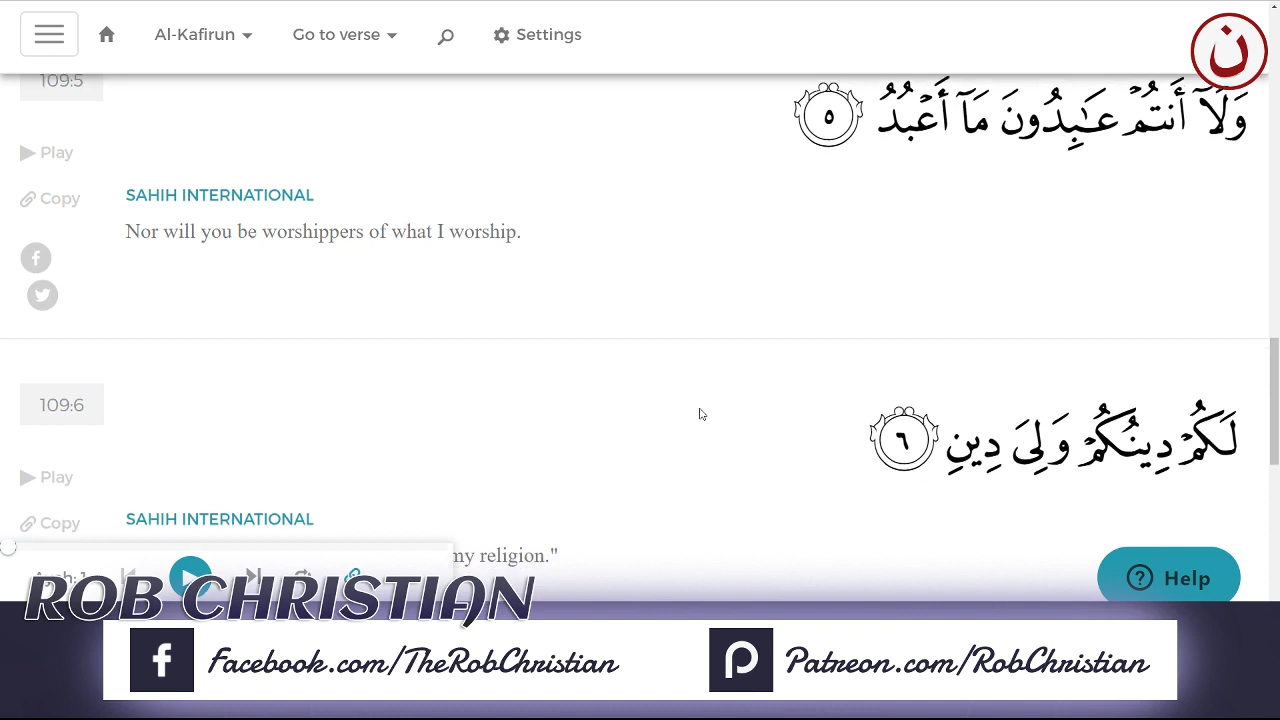 Al-Kafirun
Go to verse
Settings
ن
109:5
وَلَآ أَنتُمۡ عَـٰبِدُونَ مَآ أَعۡبُدُ ٥
Play
Copy
SAHIH INTERNATIONAL
Nor will you be worshippers of what I worship.
109:6
لَكُمۡ دِينُكُمۡ وَلِىَ دِينِ ٦
Play
Copy
SAHIH INTERNATIONAL
my religion."
Help
ROB CHRISTIAN
Facebook.com/TheRobChristian
Patreon.com/RobChristian